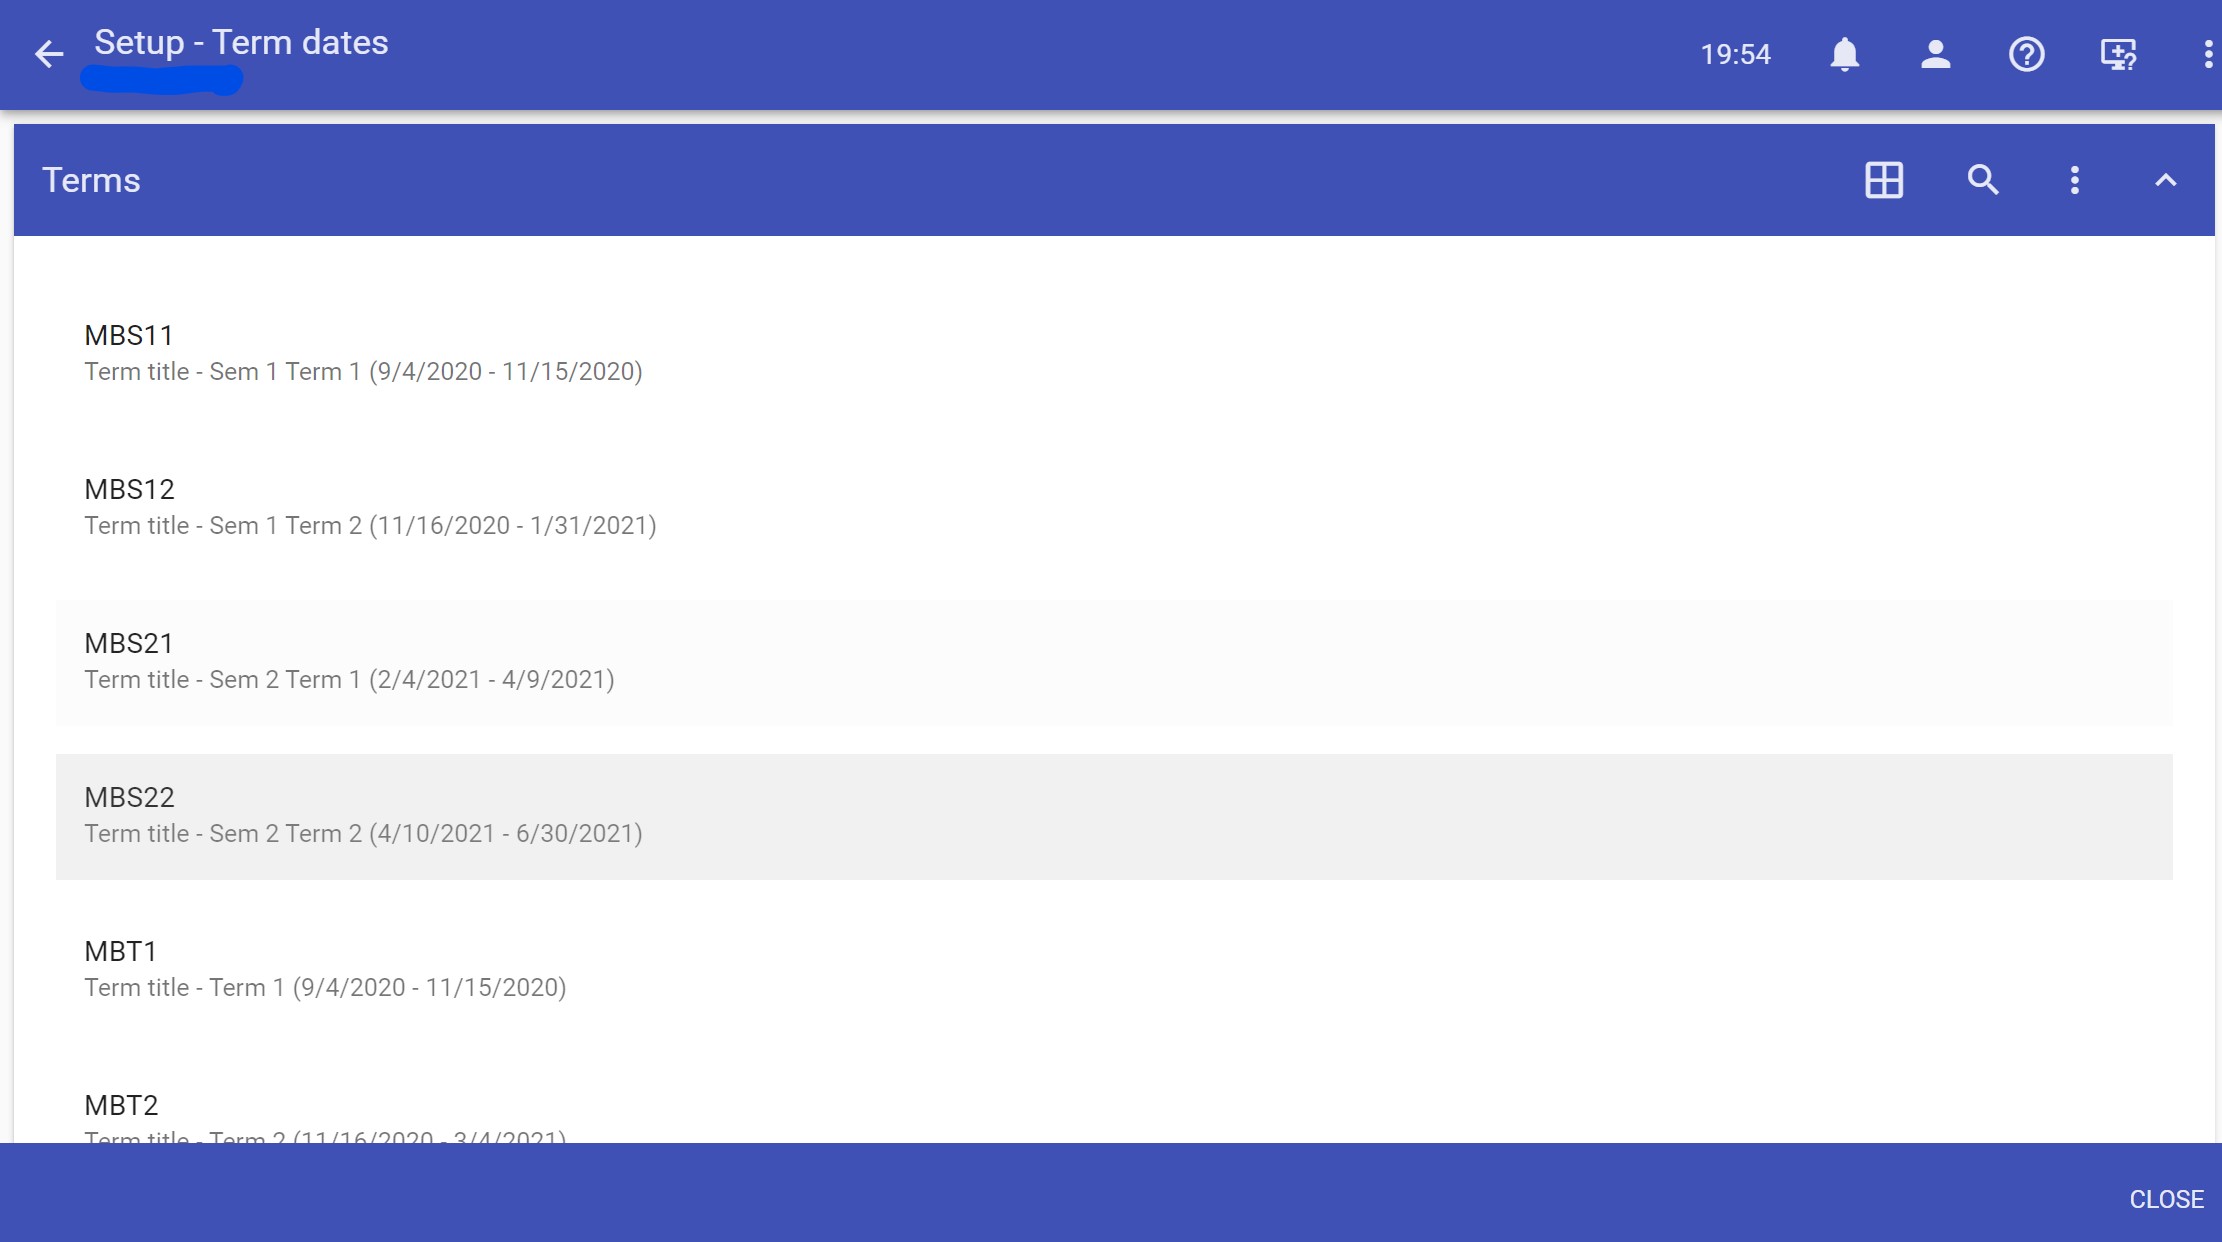 Setup - Term dates
19:54
Terms
MBS11
Term title - Sem 1 Term 1 (9/4/2020 - 11/15/2020)
MBS12
Term title - Sem 1 Term 2 (11/16/2020 - 1/31/2021)
MBS21
Term title - Sem 2 Term 1 (2/4/2021 - 4/9/2021)
MBS22
Term title - Sem 2 Term 2 (4/10/2021 - 6/30/2021)
MBT1
Term title - Term 1 (9/4/2020 - 11/15/2020)
MBT2
Term title - Term 2 (11/16/2020 - 3/4/2021)
CLOSE